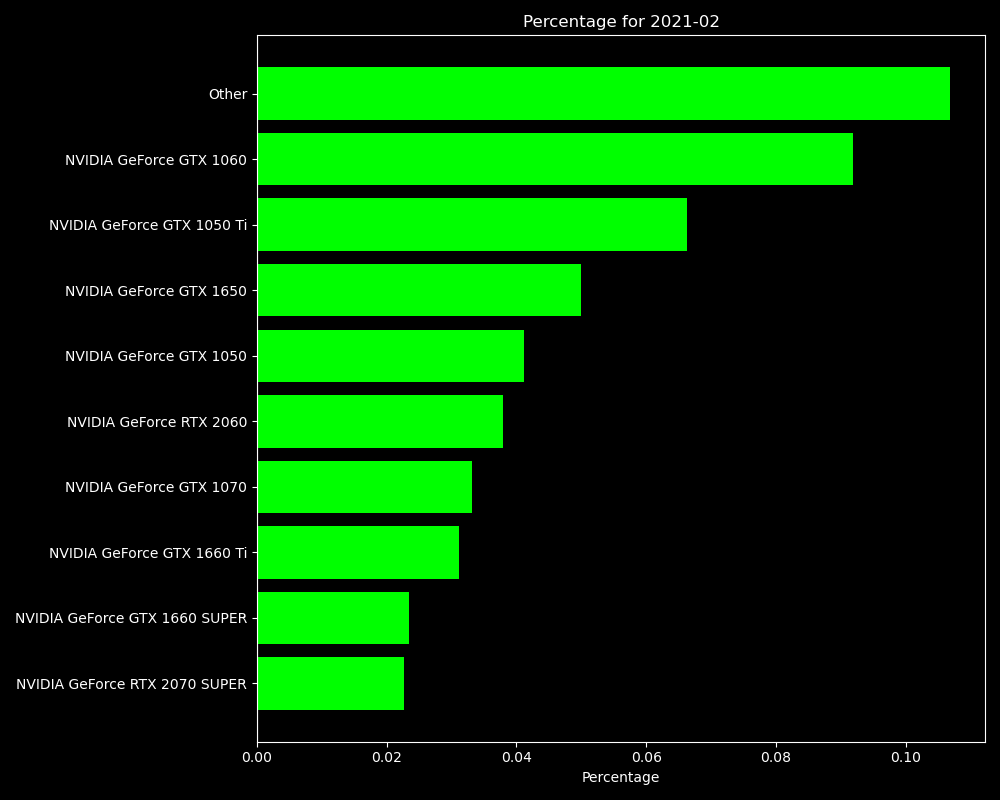 Percentage for 2021-02
Other
NVIDIA GeForce GTX 1060
NVIDIA GeForce GTX 1050 Ti
NVIDIA GeForce GTX 1650
NVIDIA GeForce GTX 1050
NVIDIA GeForce RTX 2060
NVIDIA GeForce GTX 1070
NVIDIA GeForce GTX 1660 Ti
NVIDIA GeForce GTX 1660 SUPER
NVIDIA GeForce RTX 2070 SUPER
0.00 0.02 0.04 0.06 0.08 0.10
Percentage